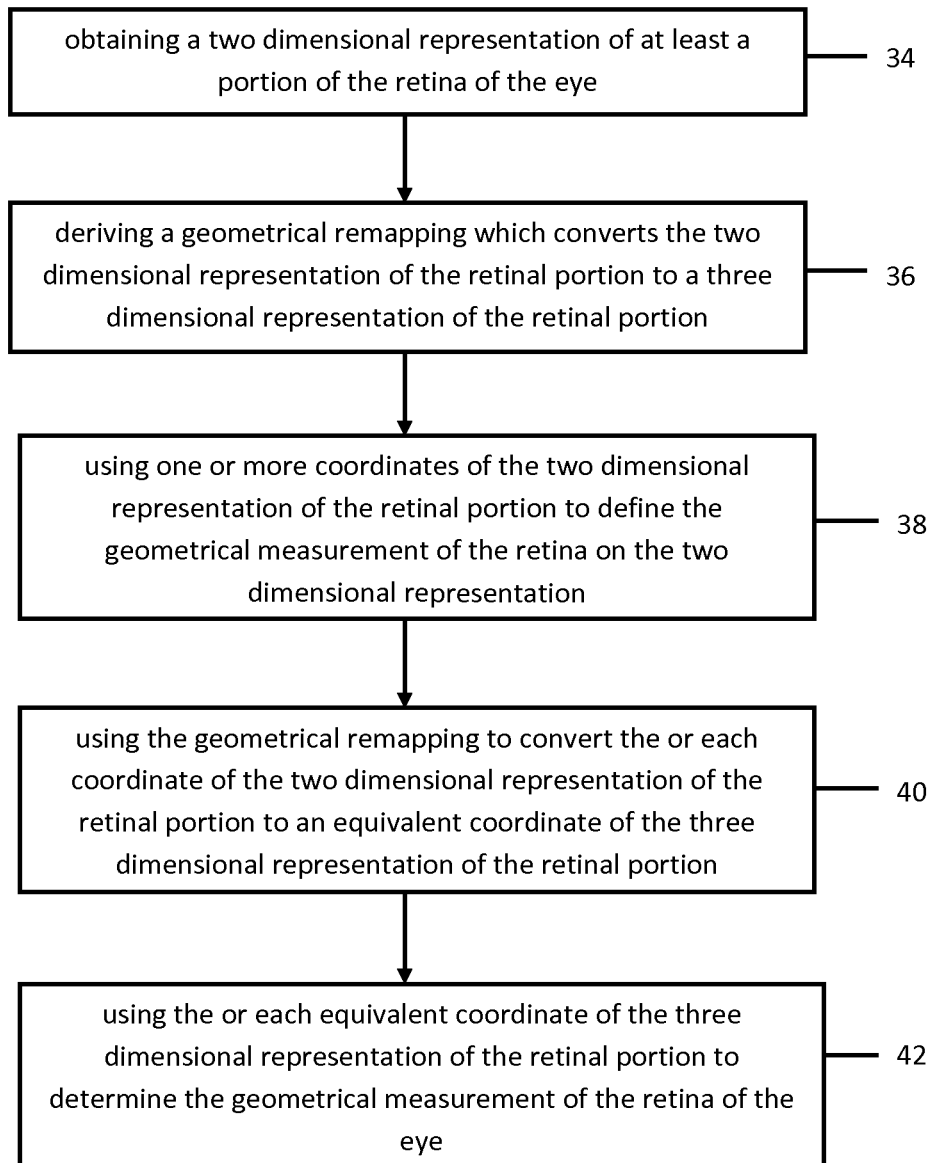 obtaining a two dimensional representation of at least a
portion of the retina of the eye
34
deriving a geometrical remapping which converts the two
dimensional representation of the retinal portion to a three
dimensional representation of the retinal portion
36
using one or more coordinates of the two dimensional
representation of the retinal portion to define the
geometrical measurement of the retina on the two
dimensional representation
38
using the geometrical remapping to convert the or each
coordinate of the two dimensional representation of the
retinal portion to an equivalent coordinate of the three
dimensional representation of the retinal portion
40
using the or each equivalent coordinate of the three
dimensional representation of the retinal portion to
determine the geometrical measurement of the retina of the
eye
42